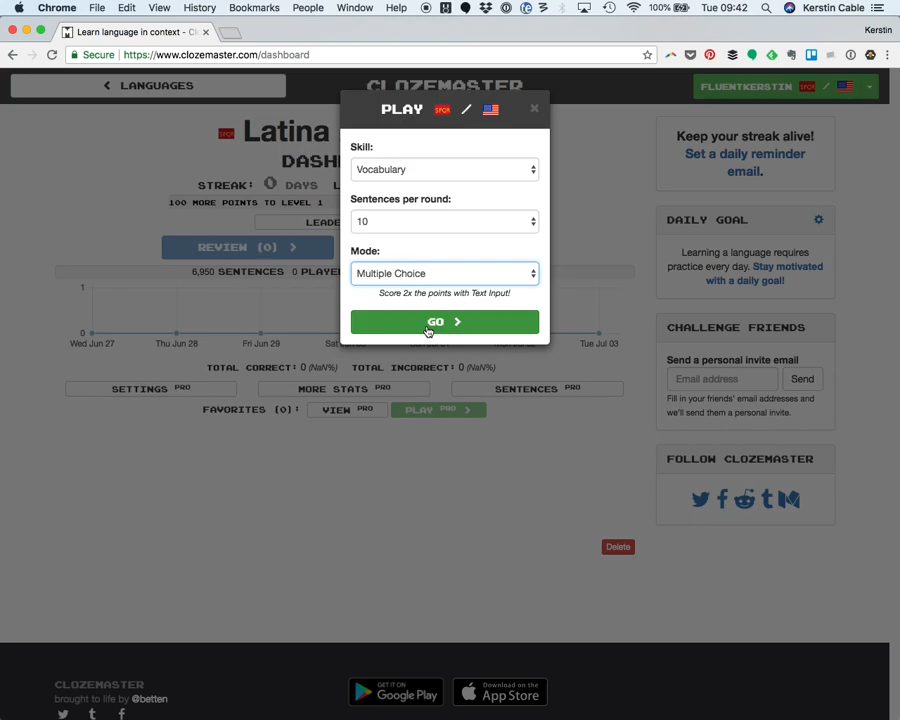 Chrome File Edit View History Bookmarks People Window Help 100% Tue 09:42 Kerstin Cable
Learn language in context - Cl
Kerstin
Secure https://www.clozemaster.com/dashboard
LANGUAGES
CLOZEMASTER
FLUENTKERSTIN SPQR /
PLAY SPQR /
SPQR Latina
DASH
STREAK: 0 DAYS L
100 MORE POINTS TO LEVEL 1
LEADE
REVIEW (0)
6,950 SENTENCES 0 PLAYE
Skill:
Vocabulary
Sentences per round:
10
Mode:
Multiple Choice
Score 2x the points with Text Input!
GO
1
0
Wed Jun 27 Thu Jun 28 Fri Jun 29 Tue Jul 03
TOTAL CORRECT: 0 (NaN%) TOTAL INCORRECT: 0 (NaN%)
SETTINGS PRO MORE STATS PRO SENTENCES PRO
FAVORITES (0): VIEW PRO PLAY PRO
Keep your streak alive!
Set a daily reminder
email.
DAILY GOAL
Learning a language requires
practice every day. Stay motivated
with a daily goal!
CHALLENGE FRIENDS
Send a personal invite email
Email address Send
Fill in your friends' email addresses and
we'll send them a personal invite.
FOLLOW CLOZEMASTER
Delete
CLOZEMASTER
brought to life by @betten
GET IT ON
Google Play
Download on the
App Store